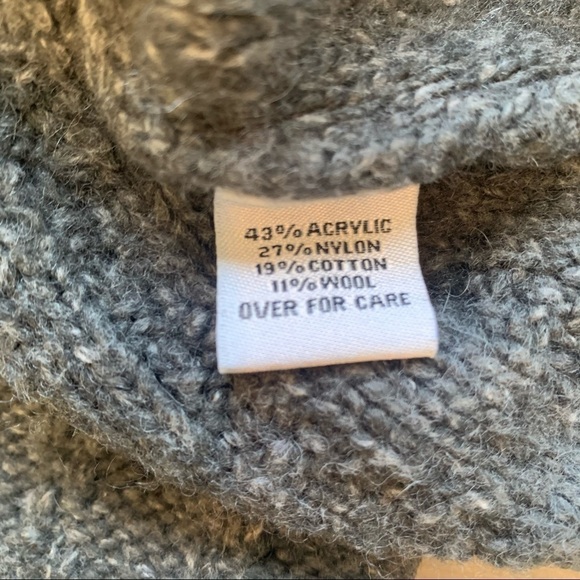 43% ACRYLIC
27% NYLON
19% COTTON
11% WOOL
OVER FOR CARE